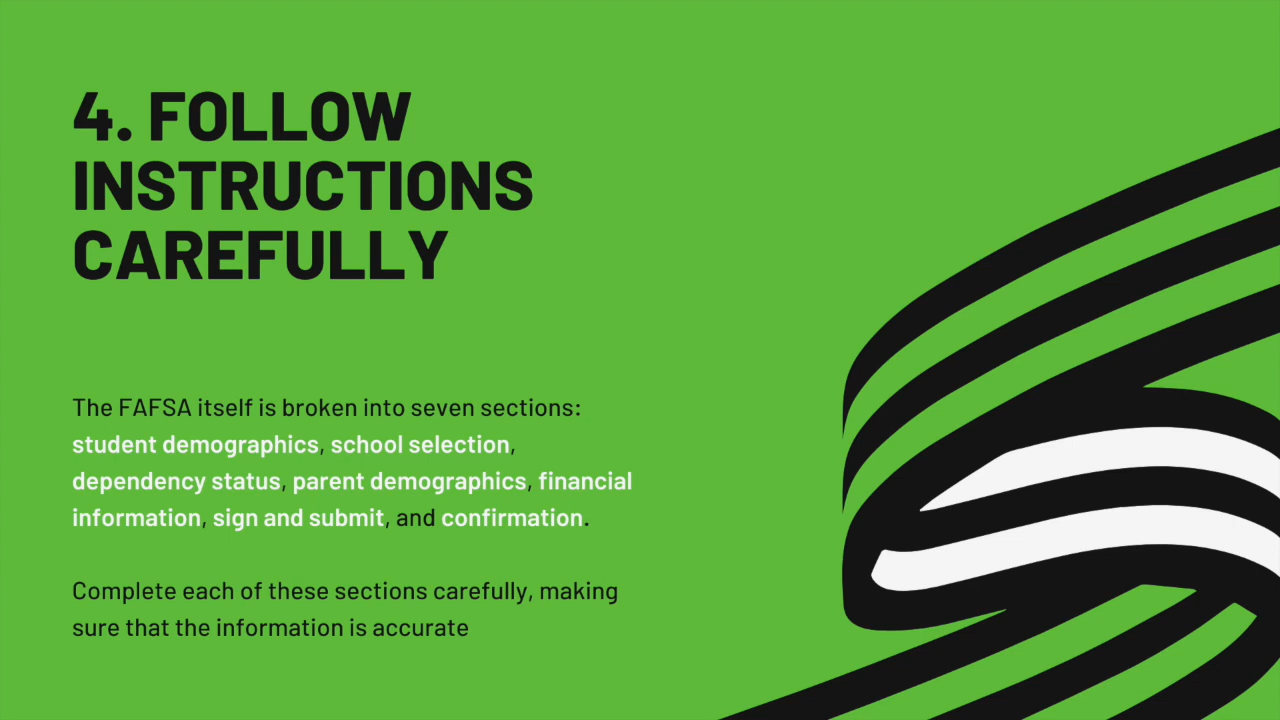 4. FOLLOW
INSTRUCTIONS
CAREFULLY
The FAFSA itself is broken into seven sections:
student demographics, school selection,
dependency status, parent demographics, financial
information, sign and submit, and confirmation.
Complete each of these sections carefully, making
sure that the information is accurate